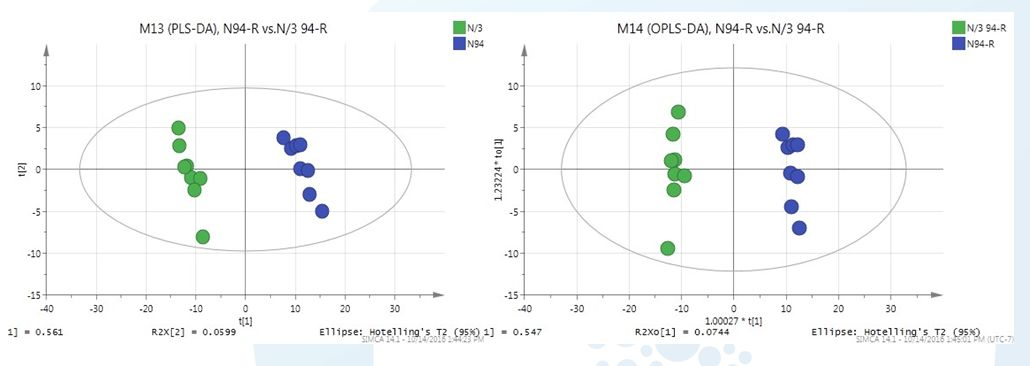 M13 (PLS-DA), N94-R vs.N/3 94-R
N/3
N94
10
5
0
-5
-10
-15
t[2]
-40
-30
-20
-10
0
10
20
30
t[1]
1] = 0.561
R2X[2] = 0.0599
Ellipse: Hotelling's T2 (95%)
SIMCA 14.1 - 10/14/2016 1:44:23 PM
M14 (OPLS-DA), N94-R vs.N/3 94-R
N/3 94-R
N94-R
10
5
0
-5
-10
-15
1.23224 * to[1]
-40
-30
-20
-10
0
10
20
30
1.00027 * t[1]
1] = 0.547
R2Xo[1] = 0.0744
Ellipse: Hotelling's T2 (95%)
SIMCA 14.1 - 10/14/2016 1:45:01 PM (UTC-7)